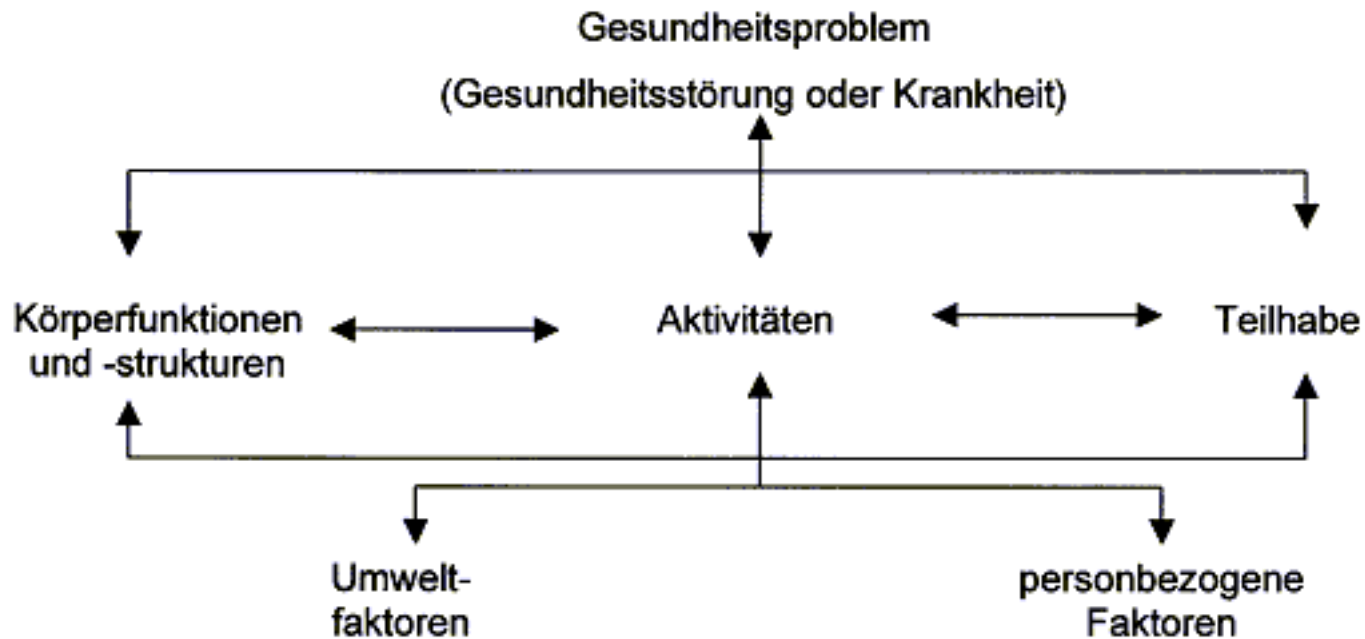 Gesundheitsproblem
(Gesundheitsstörung oder Krankheit)
Körperfunktionen
und -strukturen
Aktivitäten
Teilhabe
Umwelt-
faktoren
personbezogene
Faktoren